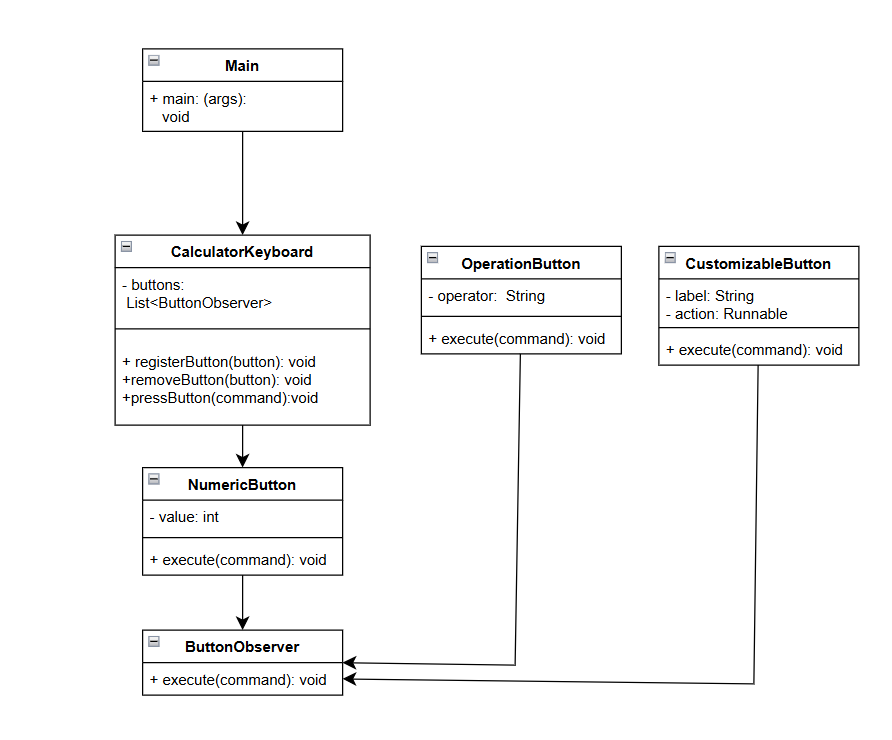 Main
+ main: (args):
void
CalculatorKeyboard
- buttons:
List<ButtonObserver>
+ registerButton(button): void
+removeButton(button): void
+pressButton(command):void
OperationButton
- operator:  String
+ execute(command): void
CustomizableButton
- label: String
- action: Runnable
+ execute(command): void
NumericButton
- value: int
+ execute(command): void
ButtonObserver
+ execute(command): void